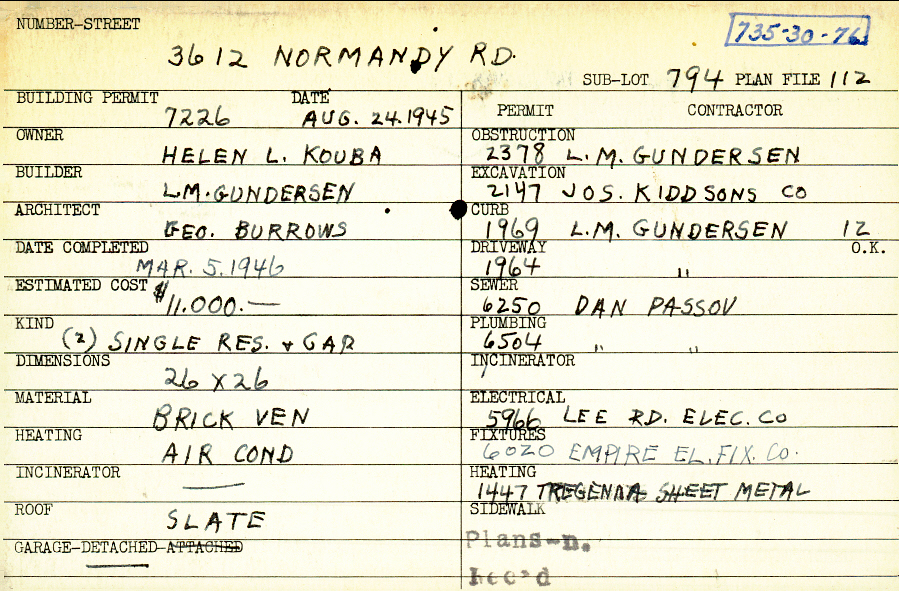 NUMBER-STREET
735-30-76
3612 NORMANDY RD.
SUB-LOT 794 PLAN FILE 112
BUILDING PERMIT 7226 DATE AUG. 24. 1945
PERMIT CONTRACTOR
OWNER HELEN L. KOUBA
OBSTRUCTION 2378 L.M. GUNDERSEN
BUILDER L.M. GUNDERSEN
EXCAVATION 2147 JOS. KIDD SONS CO
ARCHITECT GEO. BURROWS
CURB 1969 L.M. GUNDERSEN 12
DATE COMPLETED MAR. 5. 1946
DRIVEWAY 1964 " O.K.
ESTIMATED COST $11.000.—
SEWER 6250 DAN PASSOV
KIND (2) SINGLE RES. + GAR
PLUMBING 6504 " "
DIMENSIONS 26 X 26
INCINERATOR
MATERIAL BRICK VEN
ELECTRICAL 5966 LEE RD. ELEC. CO
HEATING AIR COND
FIXTURES 6020 EMPIRE EL. FIX. Co.
INCINERATOR —
HEATING 1447 TREGENNA SHEET METAL
ROOF SLATE
SIDEWALK
GARAGE-DETACHED-ATTACHED
Plans-n.
Rec'd